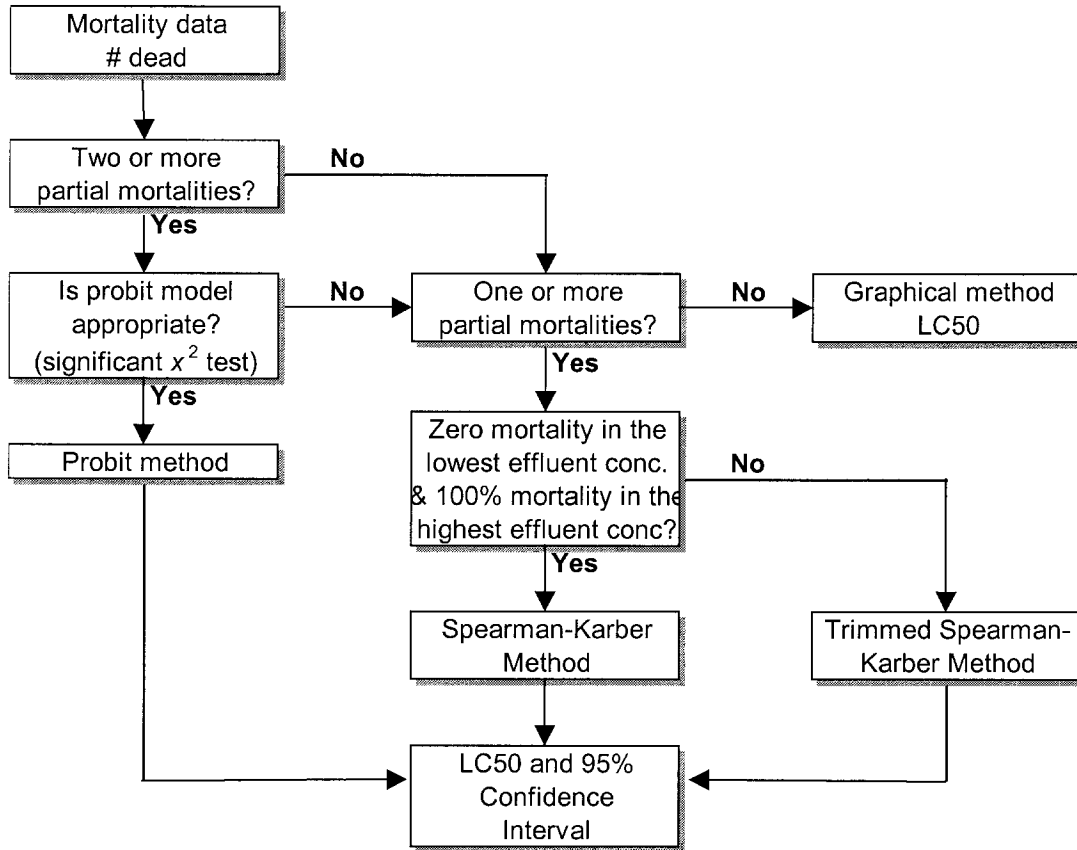 Mortality data
# dead
Two or more
partial mortalities?
No
Yes
Is probit model
appropriate?
(significant x² test)
No
One or more
partial mortalities?
No
Graphical method
LC50
Yes
Yes
Probit method
Zero mortality in the
lowest effluent conc.
& 100% mortality in the
highest effluent conc?
No
Yes
Spearman-Karber
Method
Trimmed Spearman-
Karber Method
LC50 and 95%
Confidence
Interval